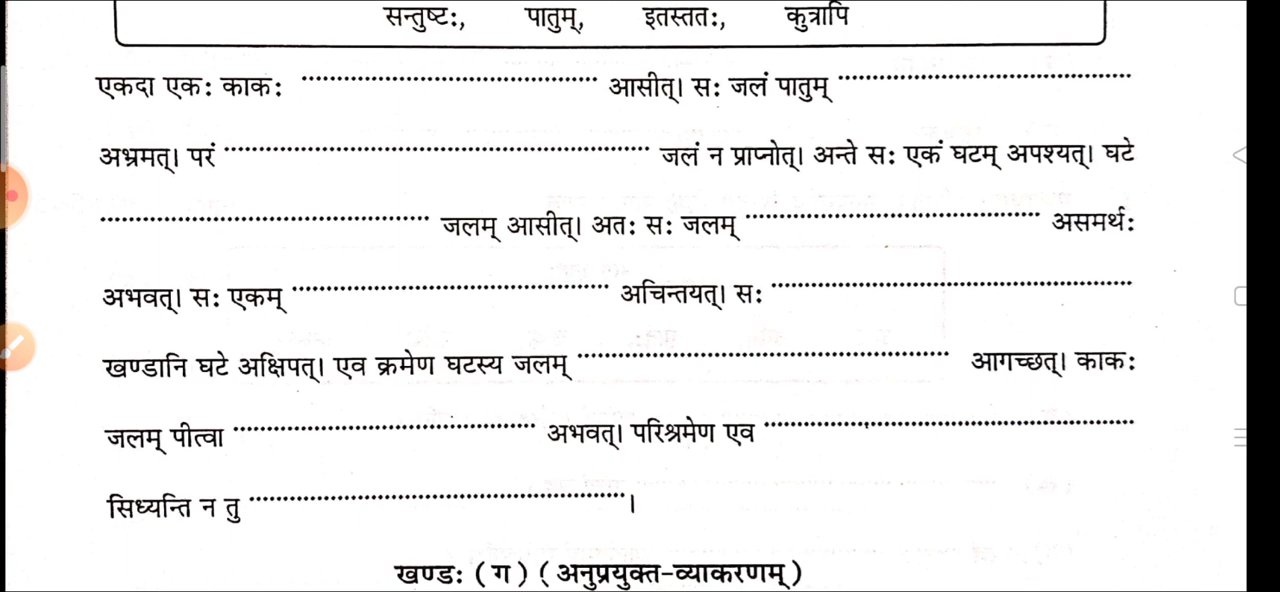 सन्तुष्टः, पातुम्, इतस्ततः, कुत्रापि
एकदा एकः काकः .................... आसीत्। सः जलं पातुम् ....................
अभ्रमत्। परं .................... जलं न प्राप्नोत्। अन्ते सः एकं घटम् अपश्यत्। घटे
.................... जलम् आसीत्। अतः सः जलम् .................... असमर्थः
अभवत्। सः एकम् .................... अचिन्तयत्। सः ....................
खण्डानि घटे अक्षिपत्। एव क्रमेण घटस्य जलम् .................... आगच्छत्। काकः
जलम् पीत्वा .................... अभवत्। परिश्रमेण एव ....................
सिध्यन्ति न तु ....................।
खण्डः (ग) (अनुप्रयुक्त-व्याकरणम्)